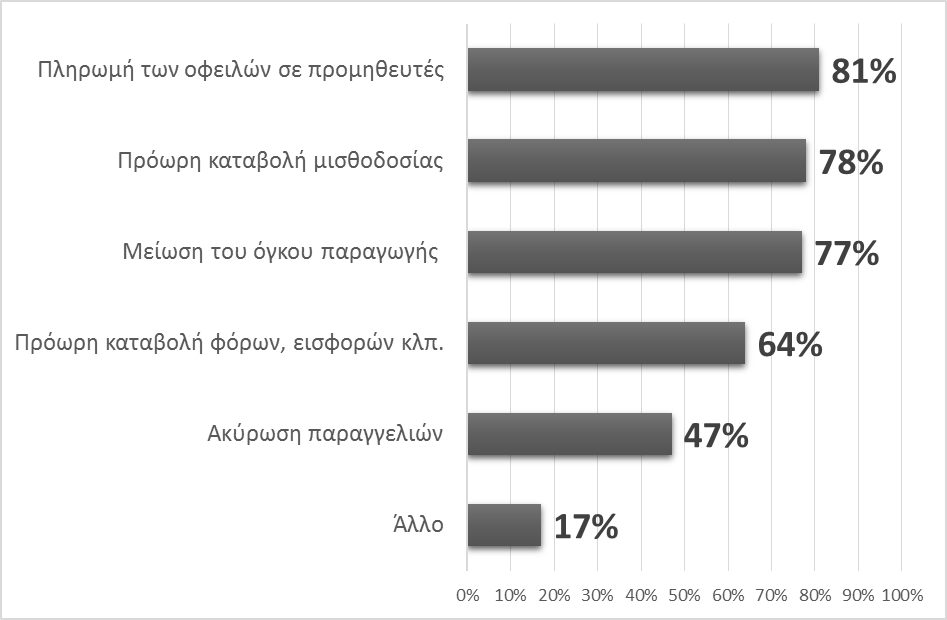 Πληρωμή των οφειλών σε προμηθευτές 81%
Πρόωρη καταβολή μισθοδοσίας 78%
Μείωση του όγκου παραγωγής 77%
Πρόωρη καταβολή φόρων, εισφορών κλπ. 64%
Ακύρωση παραγγελιών 47%
Άλλο 17%
0% 10% 20% 30% 40% 50% 60% 70% 80% 90% 100%